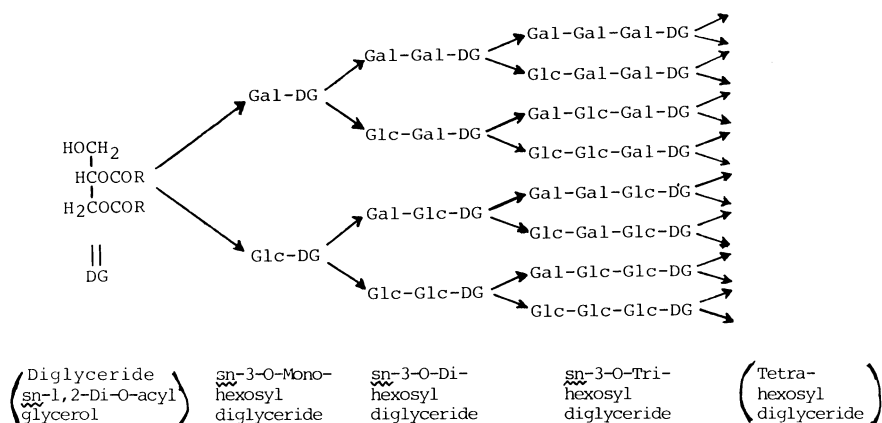 Gal-Gal-Gal-DG
Gal-Gal-DG
Glc-Gal-Gal-DG
Gal-DG
Gal-Glc-Gal-DG
Glc-Gal-DG
Glc-Glc-Gal-DG
HOCH2
HCOCOR
H2COCOR
Gal-Gal-Glc-DG
Gal-Glc-DG
Glc-Gal-Glc-DG
Glc-DG
Gal-Glc-Glc-DG
DG
Glc-Glc-DG
Glc-Glc-Glc-DG
Diglyceride
sn-1,2-Di-O-acyl
glycerol
sn-3-O-Mono-
hexosyl
diglyceride
sn-3-O-Di-
hexosyl
diglyceride
sn-3-O-Tri-
hexosyl
diglyceride
Tetra-
hexosyl
diglyceride